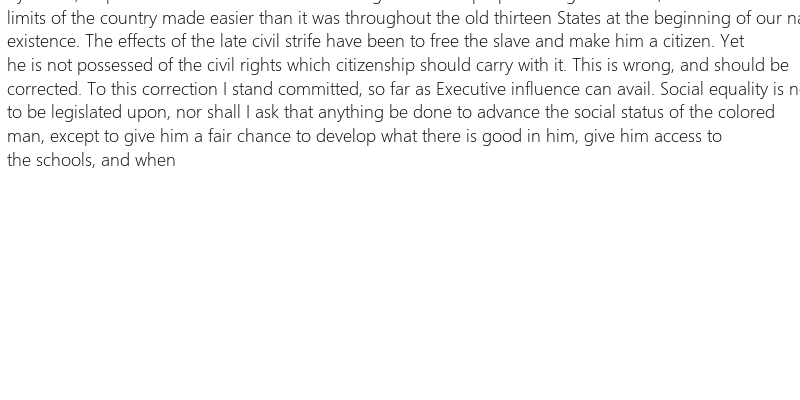 limits of the country made easier than it was throughout the old thirteen States at the beginning of our
existence. The effects of the late civil strife have been to free the slave and make him a citizen. Yet
he is not possessed of the civil rights which citizenship should carry with it. This is wrong, and should be
corrected. To this correction I stand committed, so far as Executive influence can avail. Social equality is
to be legislated upon, nor shall I ask that anything be done to advance the social status of the colored
man, except to give him a fair chance to develop what there is good in him, give him access to
the schools, and when